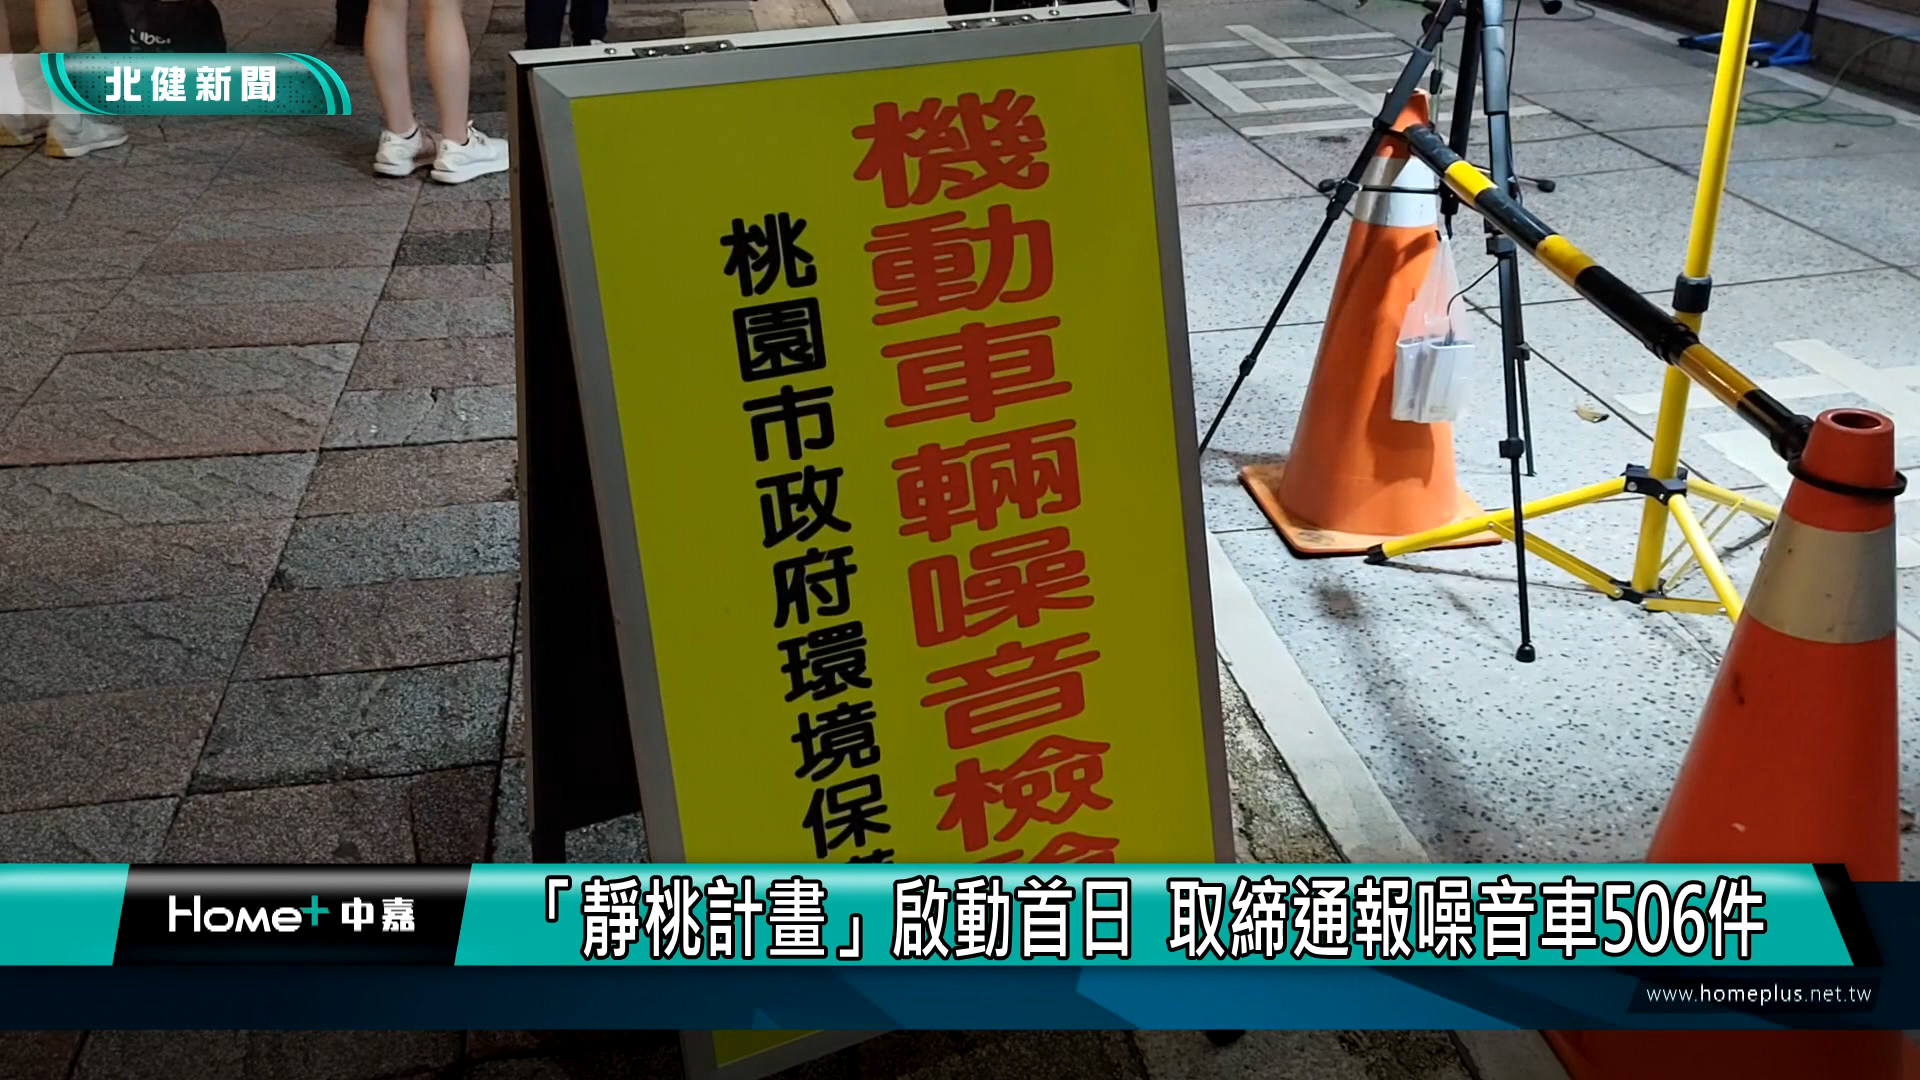 Uber
北健新聞
機動車輛噪音檢
桃園市政府環境保
Home+ 中嘉
「靜桃計畫」啟動首日 取締通報噪音車506件
www.homeplus.net.tw